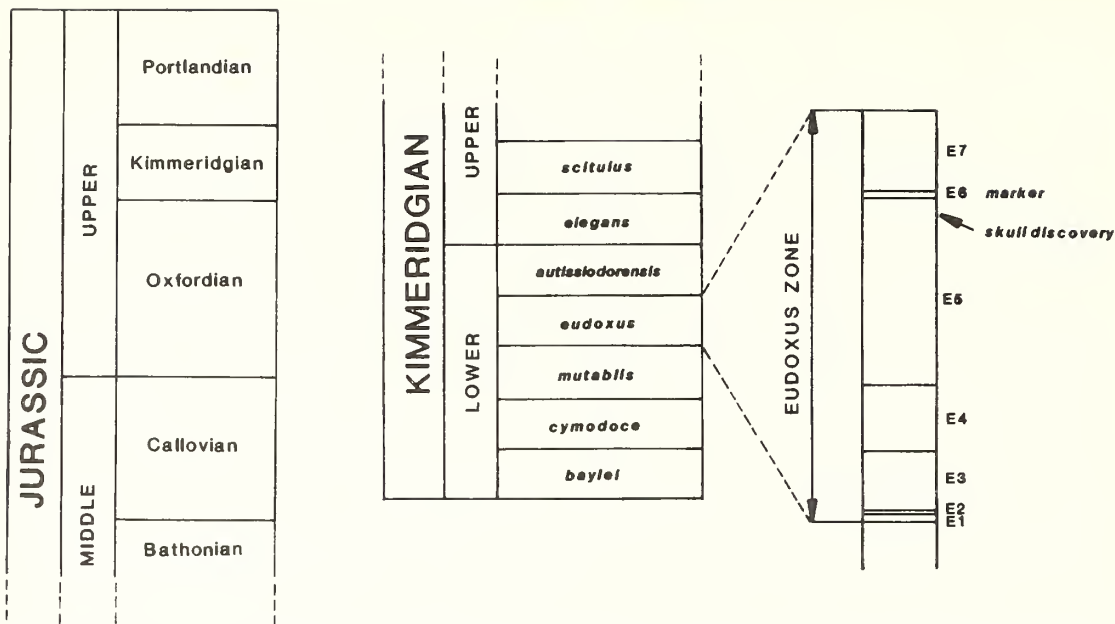 JURASSIC
UPPER
MIDDLE
Portlandian
Kimmeridgian
Oxfordian
Callovian
Bathonian
KIMMERIDGIAN
UPPER
LOWER
scitulus
elegans
autissiodorensis
eudoxus
mutabilis
cymodoce
baylei
EUDOXUS ZONE
E7
E6 marker
skull discovery
E5
E4
E3
E2
E1